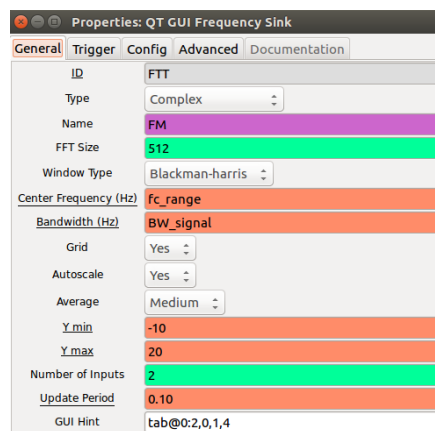 Properties: QT GUI Frequency Sink
General Trigger Config Advanced Documentation
ID FTT
Type Complex
Name FM
FFT Size 512
Window Type Blackman-harris
Center Frequency (Hz) fc_range
Bandwidth (Hz) BW_signal
Grid Yes
Autoscale Yes
Average Medium
Y min -10
Y max 20
Number of Inputs 2
Update Period 0.10
GUI Hint tab@0:2,0,1,4